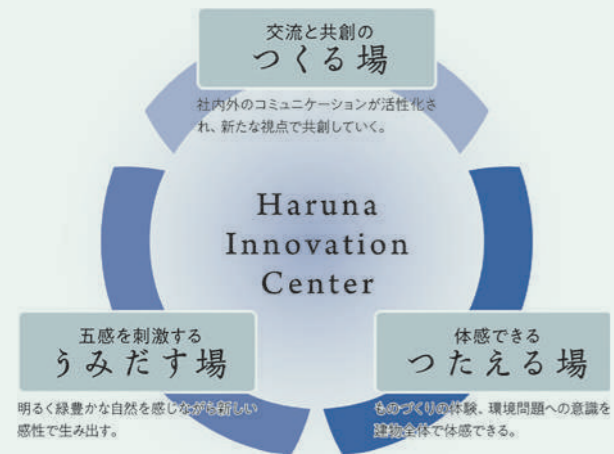 交流と共創の
つくる場
社内外のコミュニケーションが活性化さ
れ、新たな視点で共創していく。
Haruna
Innovation
Center
五感を刺激する
うみだす場
明るく緑豊かな自然を感じながら新しい
感性で生み出す。
体感できる
つたえる場
ものづくりの体験、環境問題への意識を
建物全体で体感できる。